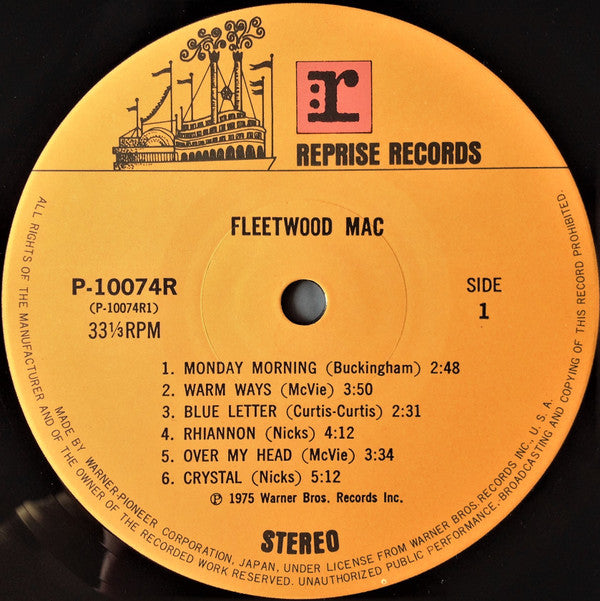 :r
REPRISE RECORDS
FLEETWOOD MAC
P-10074R
(P-10074R1)
33⅓RPM
SIDE
1
1. MONDAY MORNING (Buckingham) 2:48
2. WARM WAYS (McVie) 3:50
3. BLUE LETTER (Curtis-Curtis) 2:31
4. RHIANNON (Nicks) 4:12
5. OVER MY HEAD (McVie) 3:34
6. CRYSTAL (Nicks) 5:12
℗ 1975 Warner Bros. Records Inc.
STEREO
ALL RIGHTS OF THE MANUFACTURER AND OF THE OWNER OF THE RECORDED WORK RESERVED. UNAUTHORIZED PUBLIC PERFORMANCE. BROADCASTING AND COPYING OF THIS RECORD PROHIBITED.
MADE BY WARNER-PIONEER CORPORATION, JAPAN, UNDER LICENSE FROM WARNER BROS RECORDS INC., U. S. A.